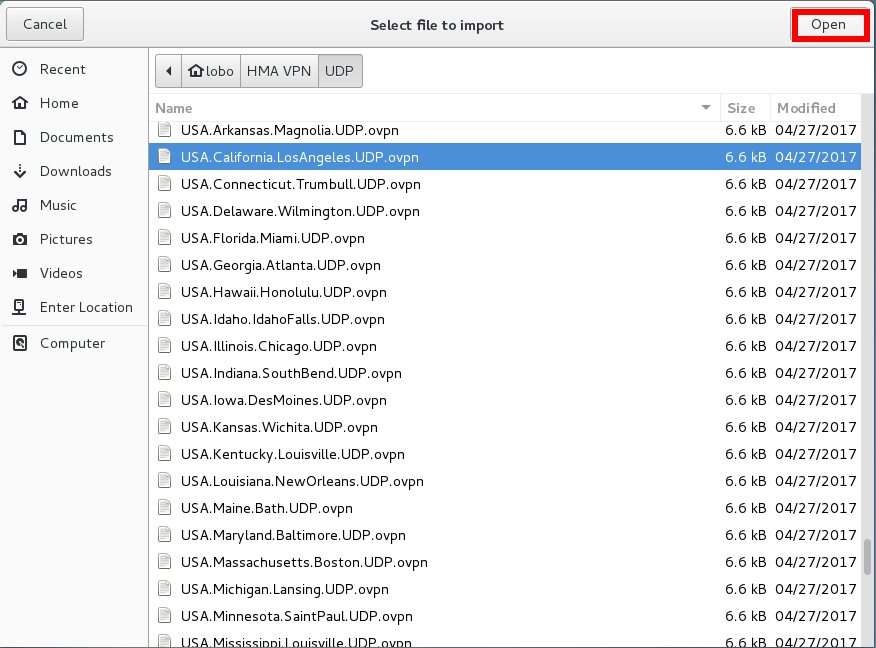 Cancel Select file to import Open
Recent
Home
Documents
Downloads
Music
Pictures
Videos
Enter Location
Computer
lobo HMA VPN UDP
Name Size Modified
USA.Arkansas.Magnolia.UDP.ovpn 6.6 kB 04/27/2017
USA.California.LosAngeles.UDP.ovpn 6.6 kB 04/27/2017
USA.Connecticut.Trumbull.UDP.ovpn 6.6 kB 04/27/2017
USA.Delaware.Wilmington.UDP.ovpn 6.6 kB 04/27/2017
USA.Florida.Miami.UDP.ovpn 6.6 kB 04/27/2017
USA.Georgia.Atlanta.UDP.ovpn 6.6 kB 04/27/2017
USA.Hawaii.Honolulu.UDP.ovpn 6.6 kB 04/27/2017
USA.Idaho.IdahoFalls.UDP.ovpn 6.6 kB 04/27/2017
USA.Illinois.Chicago.UDP.ovpn 6.6 kB 04/27/2017
USA.Indiana.SouthBend.UDP.ovpn 6.6 kB 04/27/2017
USA.Iowa.DesMoines.UDP.ovpn 6.6 kB 04/27/2017
USA.Kansas.Wichita.UDP.ovpn 6.6 kB 04/27/2017
USA.Kentucky.Louisville.UDP.ovpn 6.6 kB 04/27/2017
USA.Louisiana.NewOrleans.UDP.ovpn 6.6 kB 04/27/2017
USA.Maine.Bath.UDP.ovpn 6.6 kB 04/27/2017
USA.Maryland.Baltimore.UDP.ovpn 6.6 kB 04/27/2017
USA.Massachusetts.Boston.UDP.ovpn 6.6 kB 04/27/2017
USA.Michigan.Lansing.UDP.ovpn 6.6 kB 04/27/2017
USA.Minnesota.SaintPaul.UDP.ovpn 6.6 kB 04/27/2017
USA.Mississippi.Louisville.UDP.ovpn 6.6 kB 04/27/2017